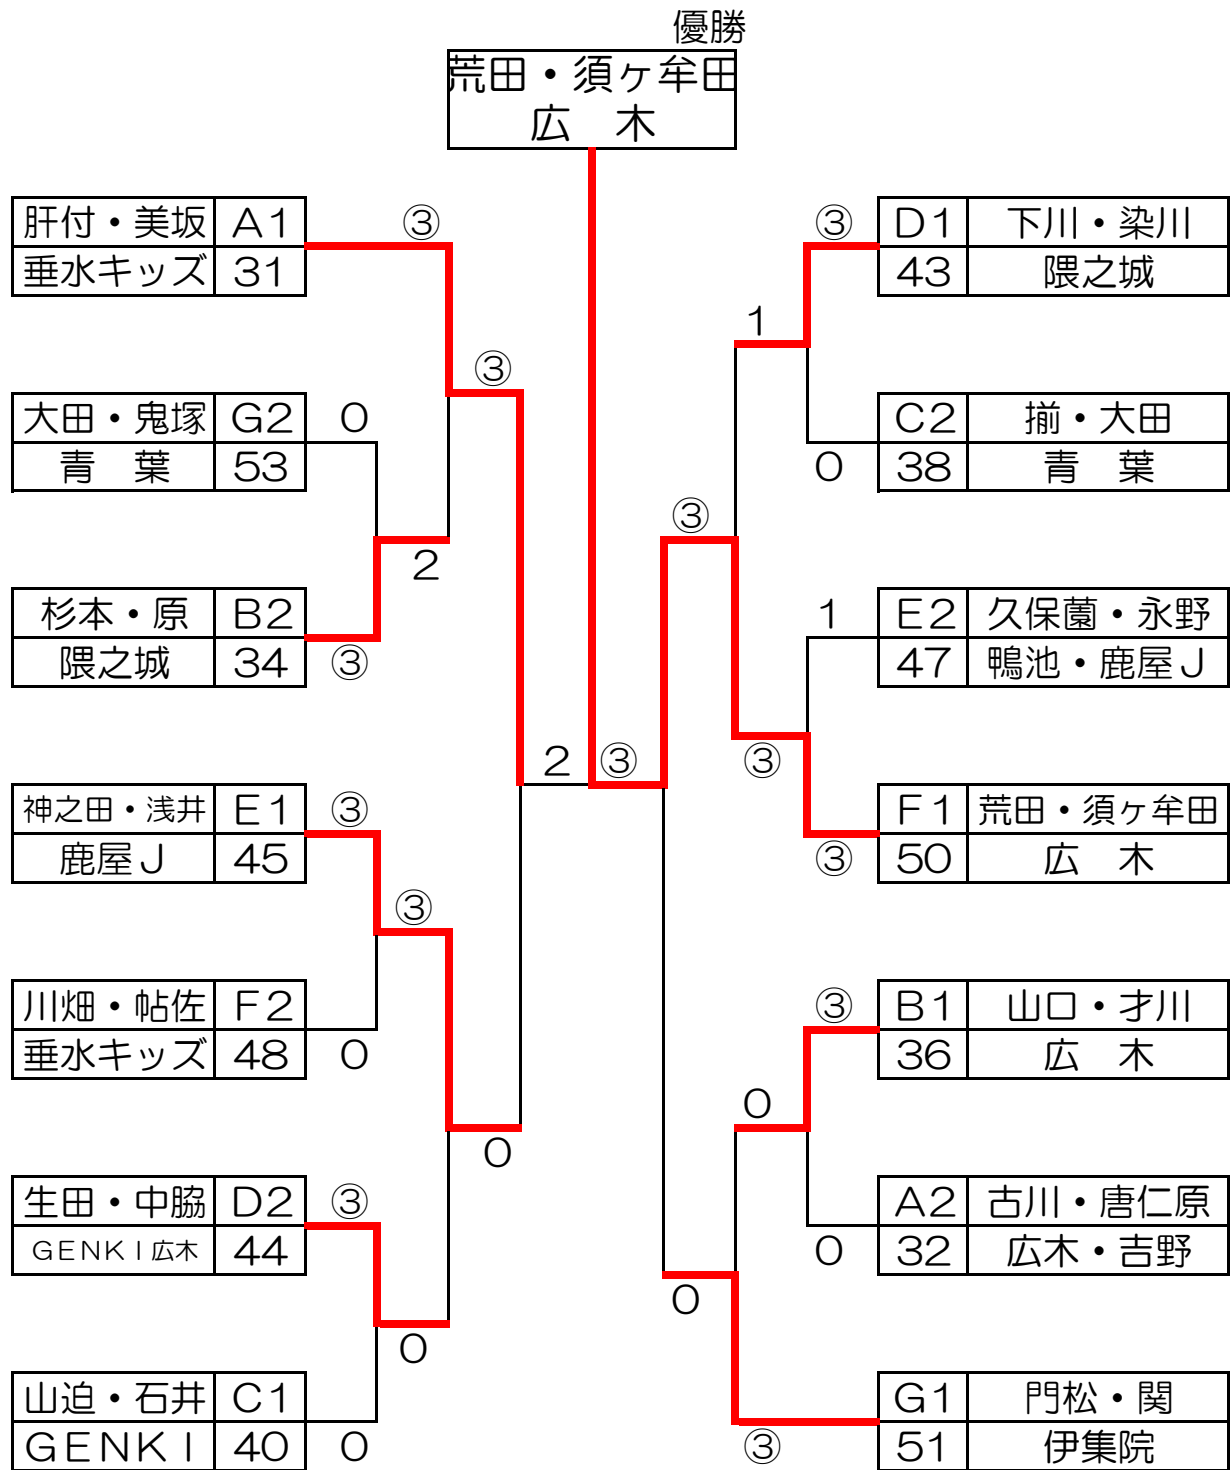 優勝
荒田・須ヶ牟田
広　木
肝付・美坂 A1
垂水キッズ 31
③
③
大田・鬼塚 G2
青　葉 53
0
2
杉本・原 B2
隈之城 34
③
神之田・浅井 E1
鹿屋J 45
③
③
川畑・帖佐 F2
垂水キッズ 48
0
0
生田・中脇 D2
GENKI広木 44
③
0
山迫・石井 C1
GENKI 40
0
2
③
③
D1 下川・染川
43 隈之城
1
C2 揃・大田
38 青　葉
0
③
1
E2 久保薗・永野
47 鴨池・鹿屋J
③
F1 荒田・須ヶ牟田
50 広　木
③
③
B1 山口・才川
36 広　木
0
A2 古川・唐仁原
32 広木・吉野
0
0
G1 門松・関
51 伊集院
③